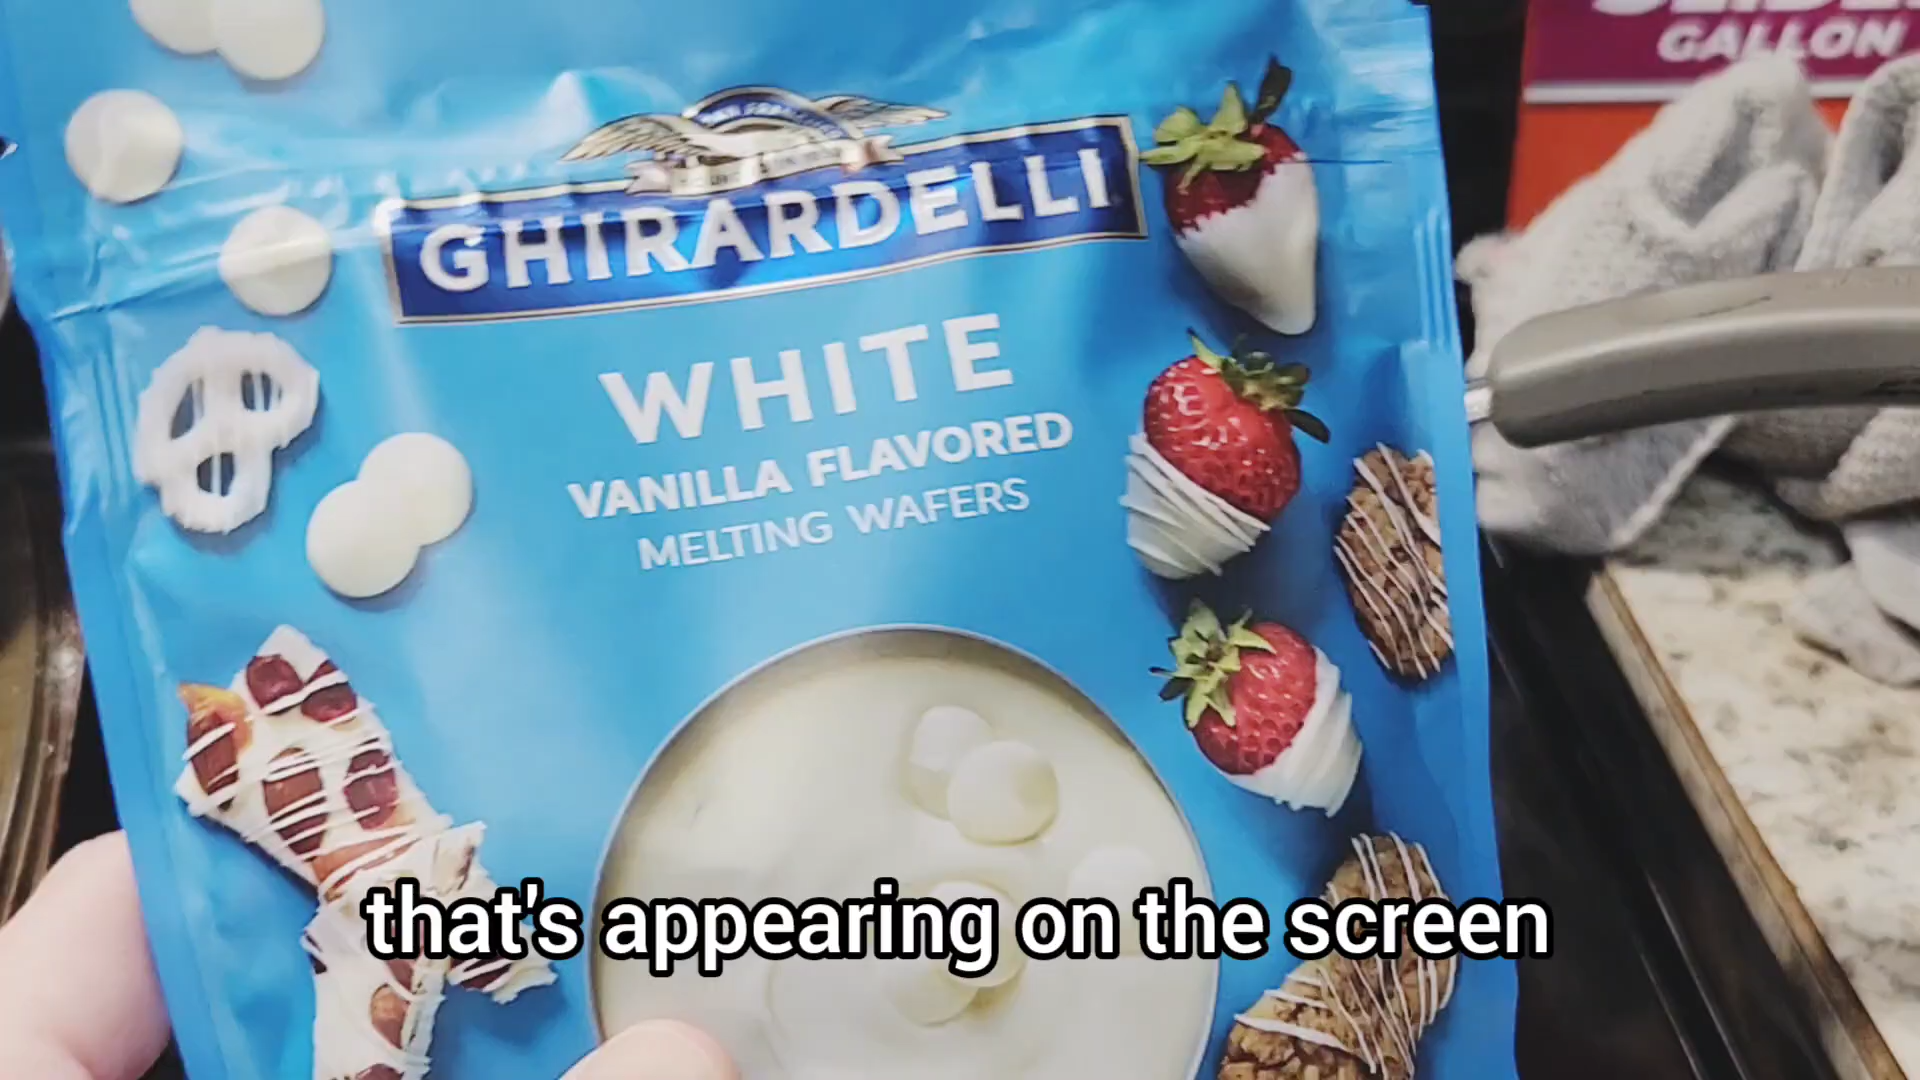 GALLON
GHIRARDELLI
WHITE
VANILLA FLAVORED
MELTING WAFERS
that's appearing on the screen